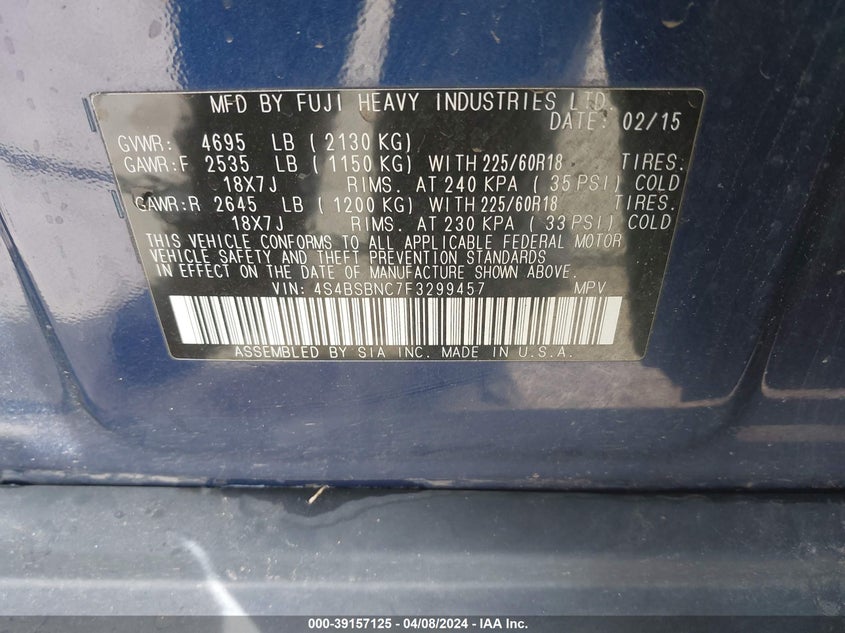 MFD BY FUJI HEAVY INDUSTRIES LTD.
DATE: 02/15
GVWR: 4695 LB ( 2130 KG)
GAWR:F 2535 LB ( 1150 KG) WITH 225/60R18 TIRES.
18X7J RIMS. AT 240 KPA ( 35 PSI) COLD
GAWR:R 2645 LB ( 1200 KG) WITH 225/60R18 TIRES.
18X7J RIMS. AT 230 KPA ( 33 PSI) COLD
THIS VEHICLE CONFORMS TO ALL APPLICABLE FEDERAL MOTOR
VEHICLE SAFETY AND THEFT PREVENTION STANDARDS
IN EFFECT ON THE DATE OF MANUFACTURE SHOWN ABOVE.
VIN: 4S4BSBNC7F3299457 MPV
ASSEMBLED BY SIA INC. MADE IN U.S.A.
000-39157125 - 04/08/2024 - IAA Inc.